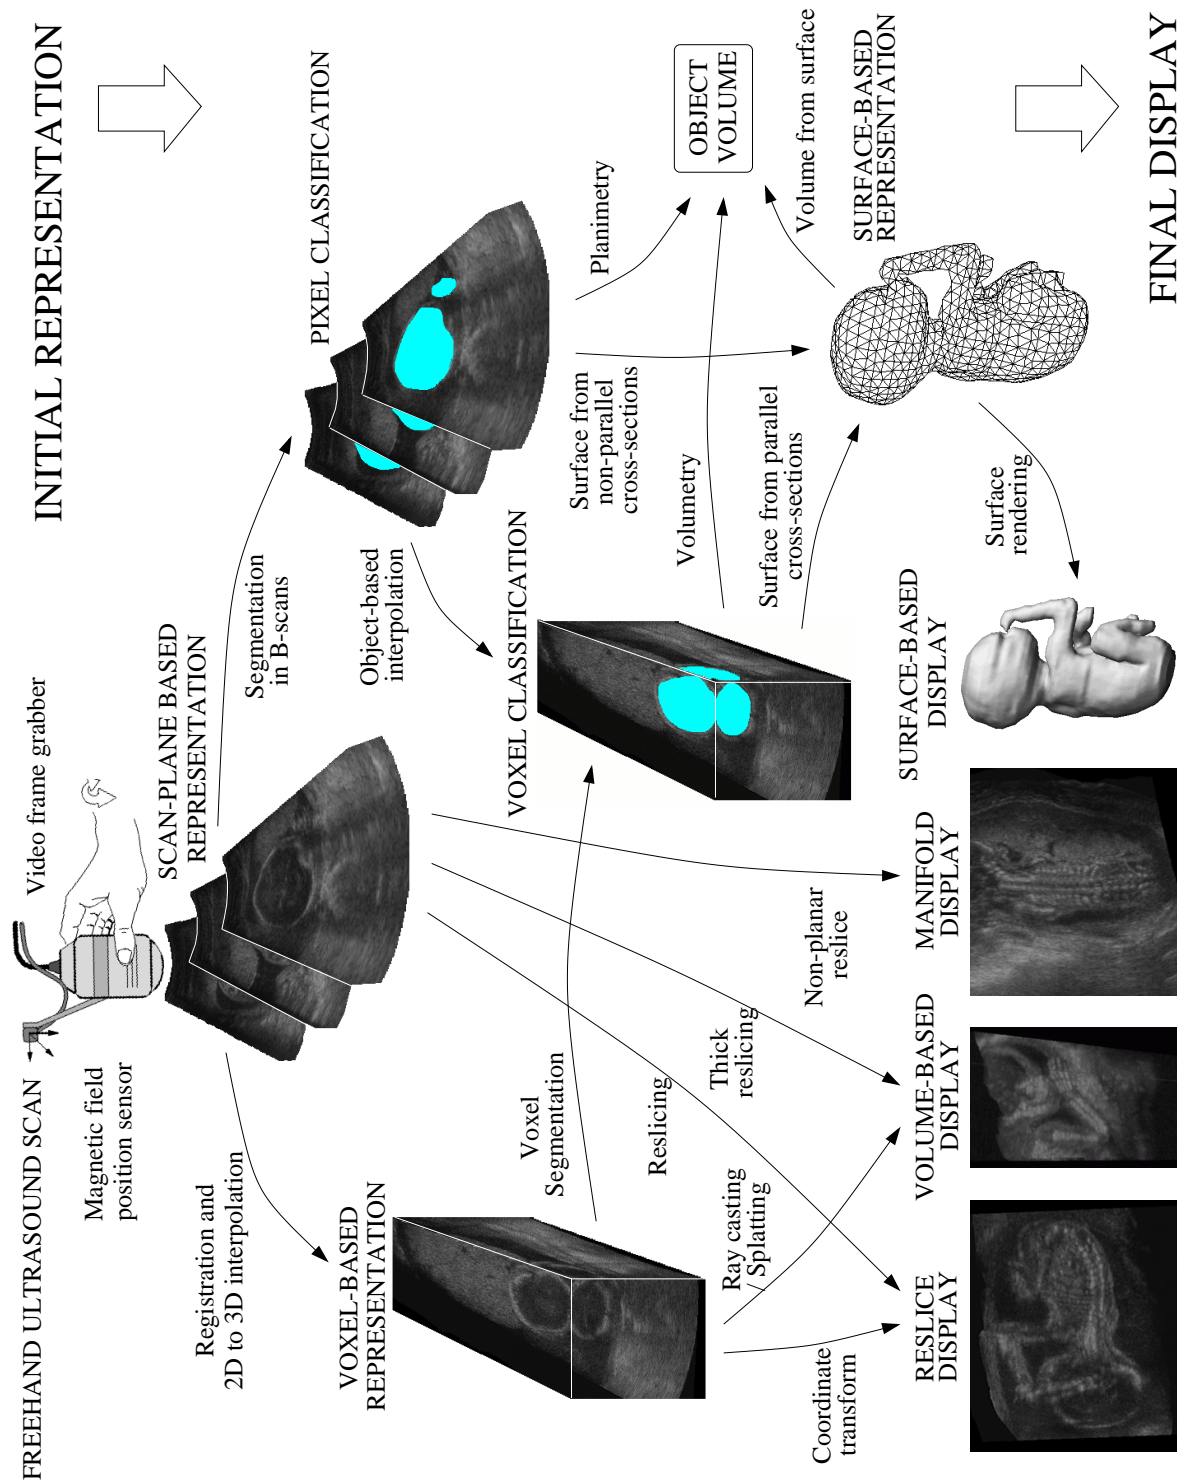 FREEHAND ULTRASOUND SCAN
Magnetic field
position sensor
Video frame grabber
INITIAL REPRESENTATION
SCAN-PLANE BASED
REPRESENTATION
Registration and
2D to 3D interpolation
Segmentation
in B-scans
PIXEL CLASSIFICATION
VOXEL-BASED
REPRESENTATION
Object-based
interpolation
VOXEL CLASSIFICATION
Voxel
Segmentation
Surface from
non-parallel
cross-sections
Planimetry
OBJECT
VOLUME
Volumetry
Reslicing
Thick
reslicing
Non-planar
reslice
Ray casting
Splatting
Coordinate
transform
Surface from parallel
cross-sections
Volume from surface
SURFACE-BASED
REPRESENTATION
Surface
rendering
RESLICE
DISPLAY
VOLUME-BASED
DISPLAY
MANIFOLD
DISPLAY
SURFACE-BASED
DISPLAY
FINAL DISPLAY